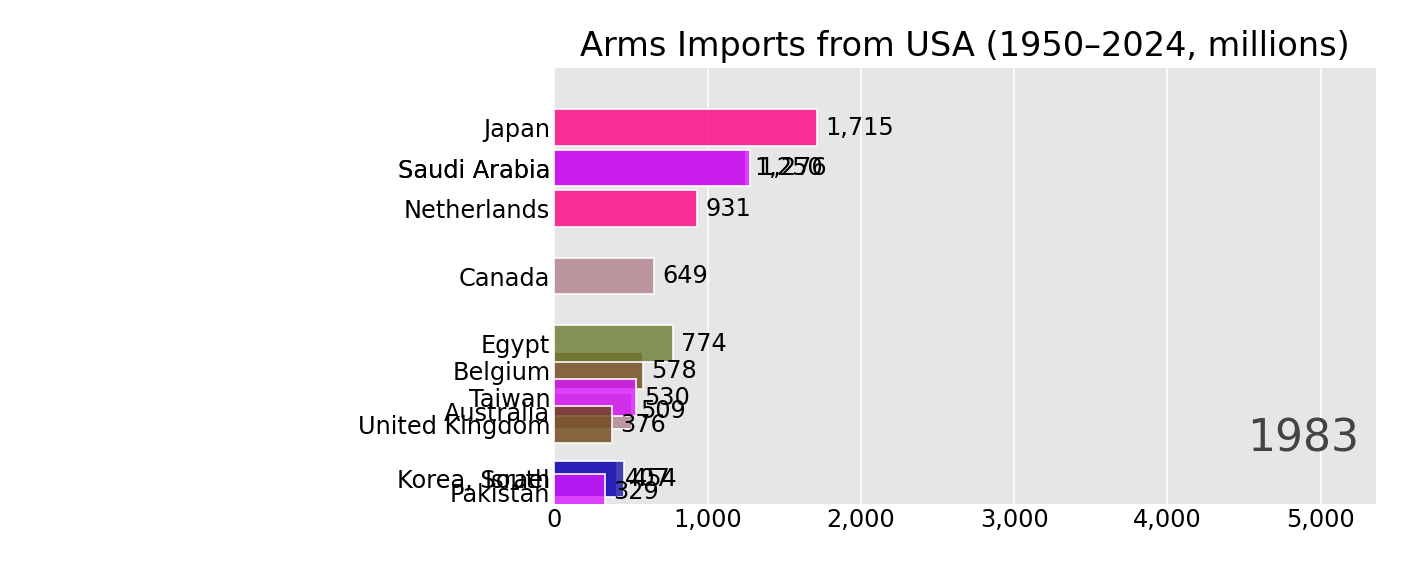 Arms Imports from USA (1950–2024, millions)
Japan 1,715
Saudi Arabia
Netherlands 931
Canada 649
Egypt 774
Belgium 578
Taiwan 530
Australia 509
United Kingdom 376
Korea, South
Pakistan 329
1983
0 1,000 2,000 3,000 4,000 5,000